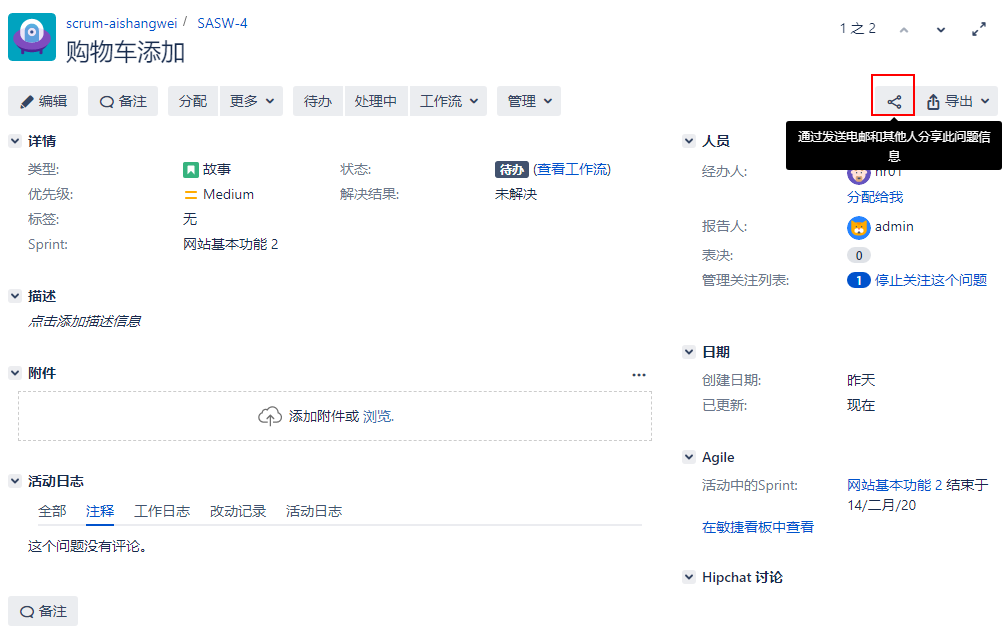 scrum-aishangwei / SASW-4
购物车添加
1 之 2
编辑 备注 分配 更多 待办 处理中 工作流 管理 导出
通过发送电邮和其他人分享此问题信
息
详情
类型: 故事 状态: 待办 (查看工作流)
优先级: Medium 解决结果: 未解决
标签: 无
Sprint: 网站基本功能 2
描述
点击添加描述信息
附件
添加附件或 浏览.
活动日志
全部 注释 工作日志 改动记录 活动日志
这个问题没有评论。
备注
人员
经办人: hr01
分配给我
报告人: admin
表决: 0
管理关注列表: 1 停止关注这个问题
日期
创建日期: 昨天
已更新: 现在
Agile
活动中的Sprint: 网站基本功能 2 结束于
14/二月/20
在敏捷看板中查看
Hipchat 讨论